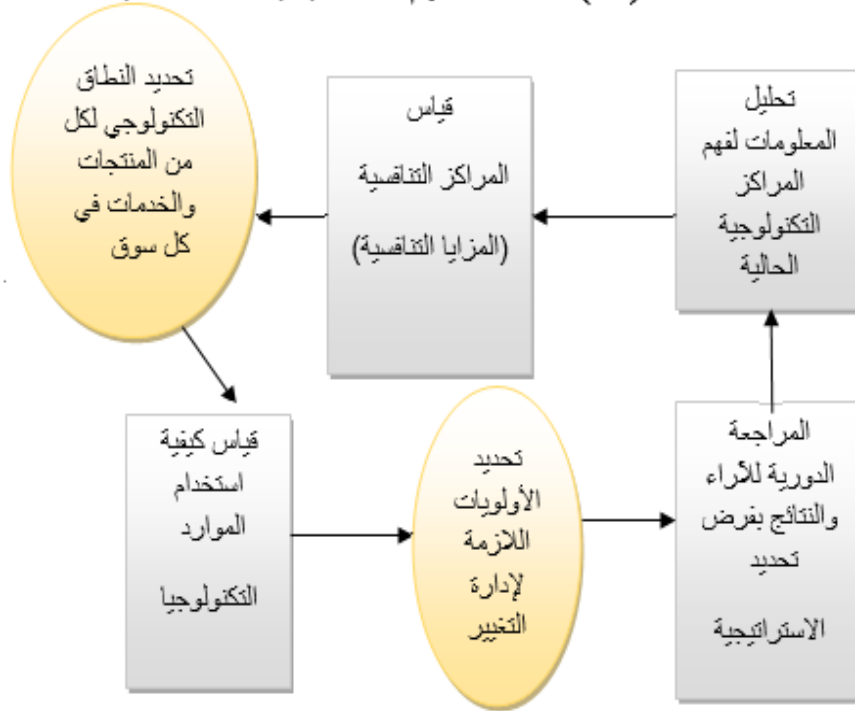 تحديد النطاق
التكنولوجي لكل
من المنتجات
والخدمات في
كل سوق
قياس
المراكز التنافسية
(المزايا التنافسية)
تحليل
المعلومات لفهم
المراكز
التكنولوجية
الحالية
قياس كيفية
استخدام
الموارد
التكنولوجيا
تحديد
الأولويات
اللازمة
لإدارة
التغيير
المراجعة
الدورية للآراء
والنتائج بفرض
تحديد
الاستراتيجية